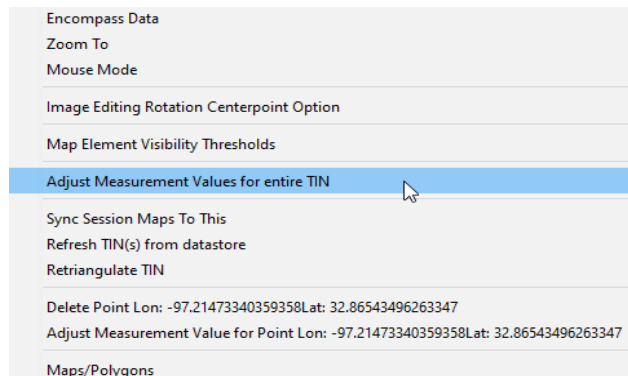 Encompass Data
Zoom To
Mouse Mode
Image Editing Rotation Centerpoint Option
Map Element Visibility Thresholds
Adjust Measurement Values for entire TIN
Sync Session Maps To This
Refresh TIN(s) from datastore
Retriangulate TIN
Delete Point Lon: -97.21473340359358Lat: 32.86543496263347
Adjust Measurement Value for Point Lon: -97.21473340359358Lat: 32.86543496263347
Maps/Polygons